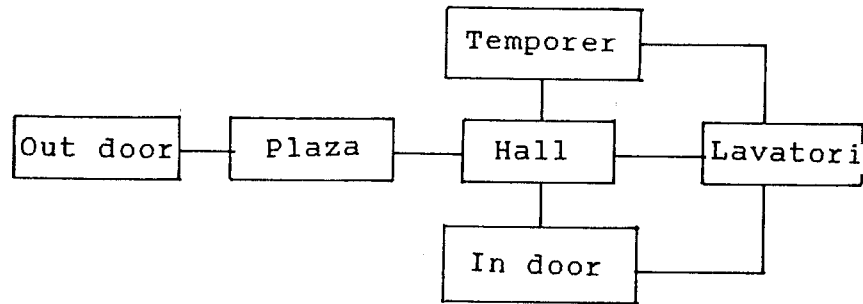 Temporer
Out door
Plaza
Hall
Lavatori
In door